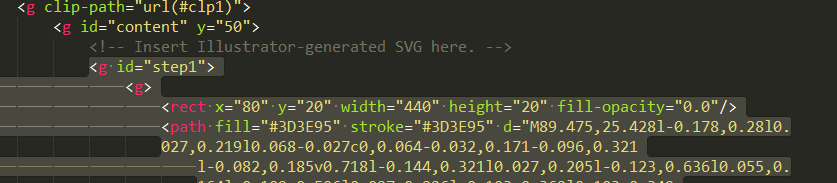 <g clip-path="url(#clp1)">
<g id="content" y="50">
<!-- Insert Illustrator-generated SVG here. -->
<g id="step1">
<g>
<rect x="80" y="20" width="440" height="20" fill-opacity="0.0"/>
<path fill="#3D3E95" stroke="#3D3E95" d="M89.475,25.428l-0.178,0.28l0.
027,0.219l0.068-0.027c0,0.064-0.032,0.171-0.096,0.321
l-0.082,0.185v0.718l-0.144,0.321l0.027,0.205l-0.123,0.636l0.055,0.